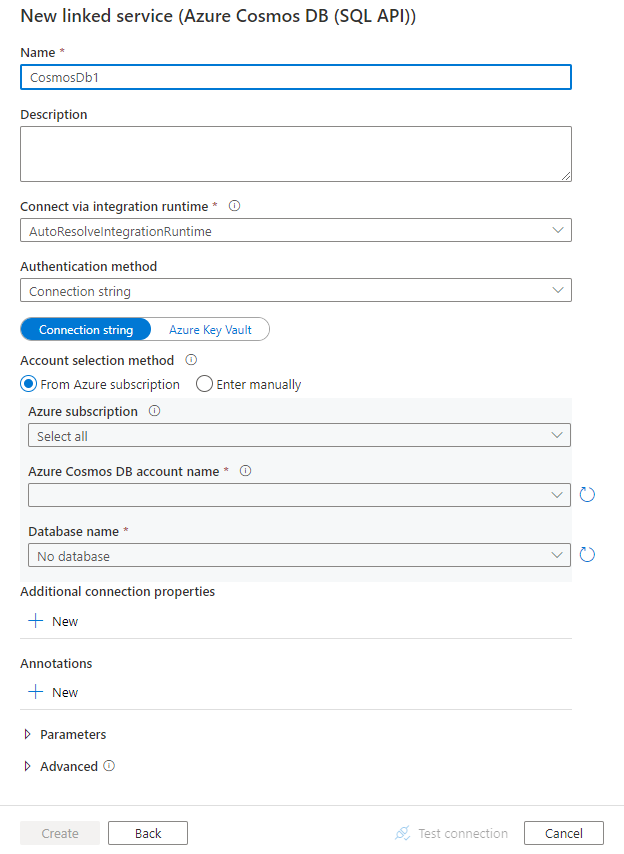 New linked service (Azure Cosmos DB (SQL API))
Name *
CosmosDb1
Description
Connect via integration runtime *
AutoResolveIntegrationRuntime
Authentication method
Connection string
Connection string Azure Key Vault
Account selection method
From Azure subscription Enter manually
Azure subscription
Select all
Azure Cosmos DB account name *
Database name *
No database
Additional connection properties
New
Annotations
New
Parameters
Advanced
Create Back Test connection Cancel